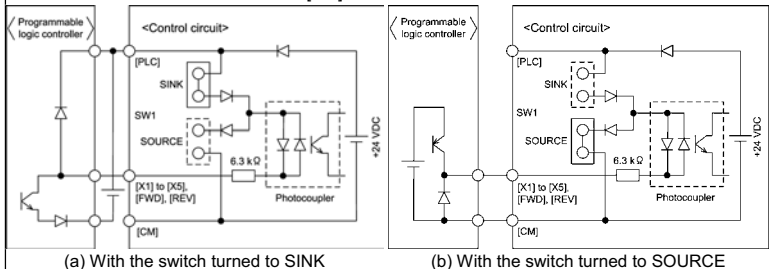 Programmable
logic controller
<Control circuit>
[PLC]
SINK
SW1
SOURCE
6.3 kΩ
+24 VDC
Photocoupler
[X1] to [X5],
[FWD], [REV]
[CM]
(a) With the switch turned to SINK
Programmable
logic controller
<Control circuit>
[PLC]
SINK
SW1
SOURCE
6.3 kΩ
+24 VDC
Photocoupler
[X1] to [X5],
[FWD], [REV]
[CM]
(b) With the switch turned to SOURCE